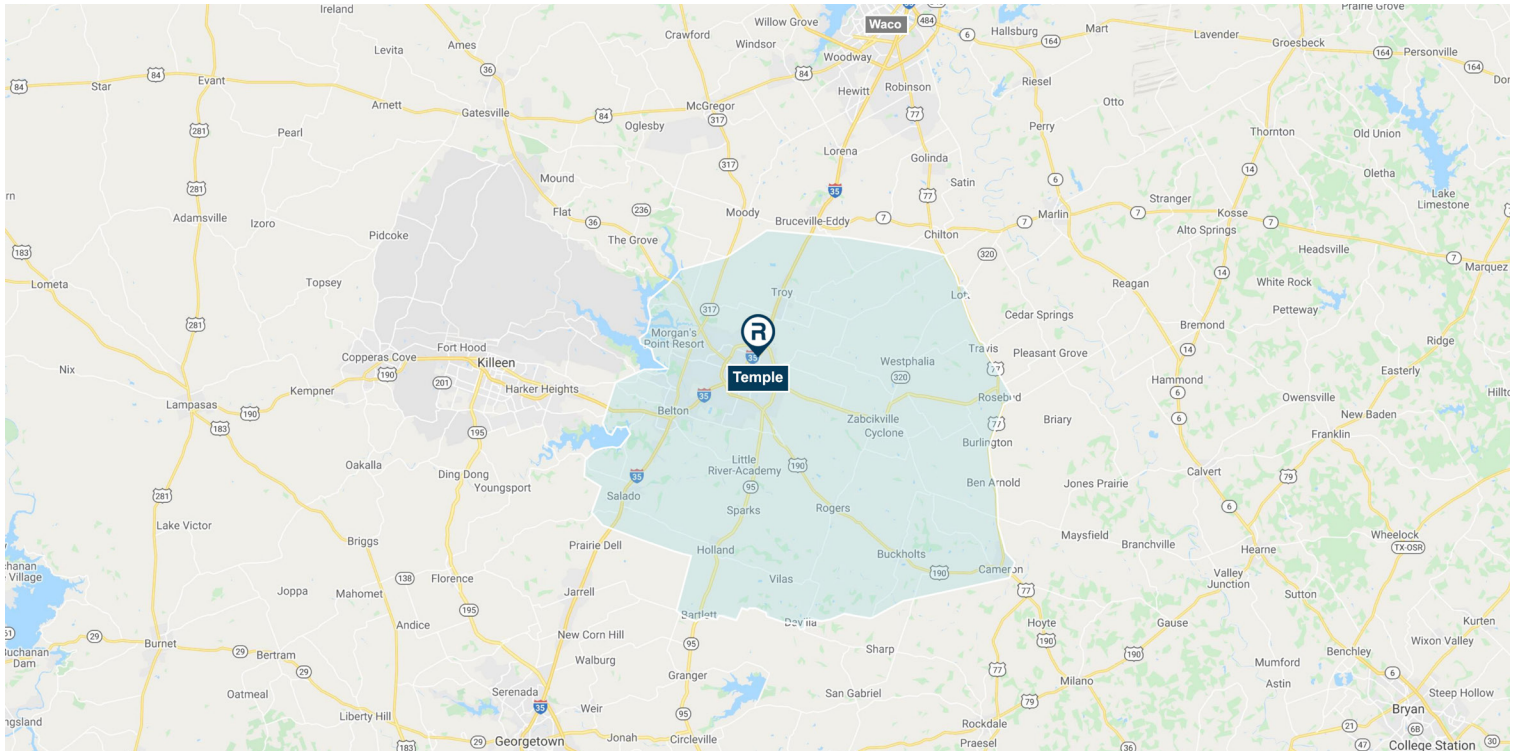 Ireland
Prairie Grove
Willow Grove
Waco
484
Hallsburg
Mart
Lavender
Groesbeck
Crawford
Windsor
6
164
164
Personville
Levita
Ames
Woodway
164
36
84
84
Evant
84
Star
84
Hewitt
Robinson
Riesel
Arnett
Gatesville
McGregor
Otto
84
317
77
281
Pearl
Oglesby
Perry
Thornton
Old Union
Lorena
Golinda
317
14
Oletha
Mound
6
Satin
35
77
Stranger
Lake
Limestone
281
236
Flat
Moody
Marlin
7
Kosse
Adamsville
Izoro
36
Bruceville-Eddy
7
7
Alto Springs
Pidcoke
The Grove
Chilton
Headsville
183
320
7
Marquez
Topsey
14
White Rock
Lometa
Troy
Reagan
317
Petteway
Cedar Springs
281
Morgan's
Point Resort
R
Bremond
Ridge
Fort Hood
Travis
Pleasant Grove
14
Copperas Cove
Killeen
35
Westphalia
Nix
190
Temple
320
77
Hammond
Easterly
201
Harker Heights
6
Kempner
35
Owensville
Lampasas
Belton
Zabcikville
Cyclone
Briary
6
New Baden
190
183
195
77
Franklin
Burlington
Oakalla
Little
River-Academy
190
Ding Dong
Calvert
79
35
Youngsport
95
Ben Arnold
Jones Prairie
281
Salado
Sparks
Rogers
6
Lake Victor
Maysfield
Wheelock
Briggs
Prairie Dell
Branchville
Hearne
TX-OSR
Holland
Buckholts
138
Florence
Vilas
190
Cameron
Valley
Junction
Joppa
Mahomet
Jarrell
77
Sutton
195
Bartlett
Andice
Hoyte
Gause
Kurten
29
New Corn Hill
95
190
190
Wixon Valley
Burnet
29
Bertram
Sharp
Benchley
29
Walburg
Granger
77
Mumford
6
Milano
Astin
Oatmeal
Serenada
San Gabriel
Steep Hollow
Weir
79
35
Bryan
Liberty Hill
95
Rockdale
21
6B
183
29
Georgetown
Jonah
Circleville
Praesel
36
47
College Station
30